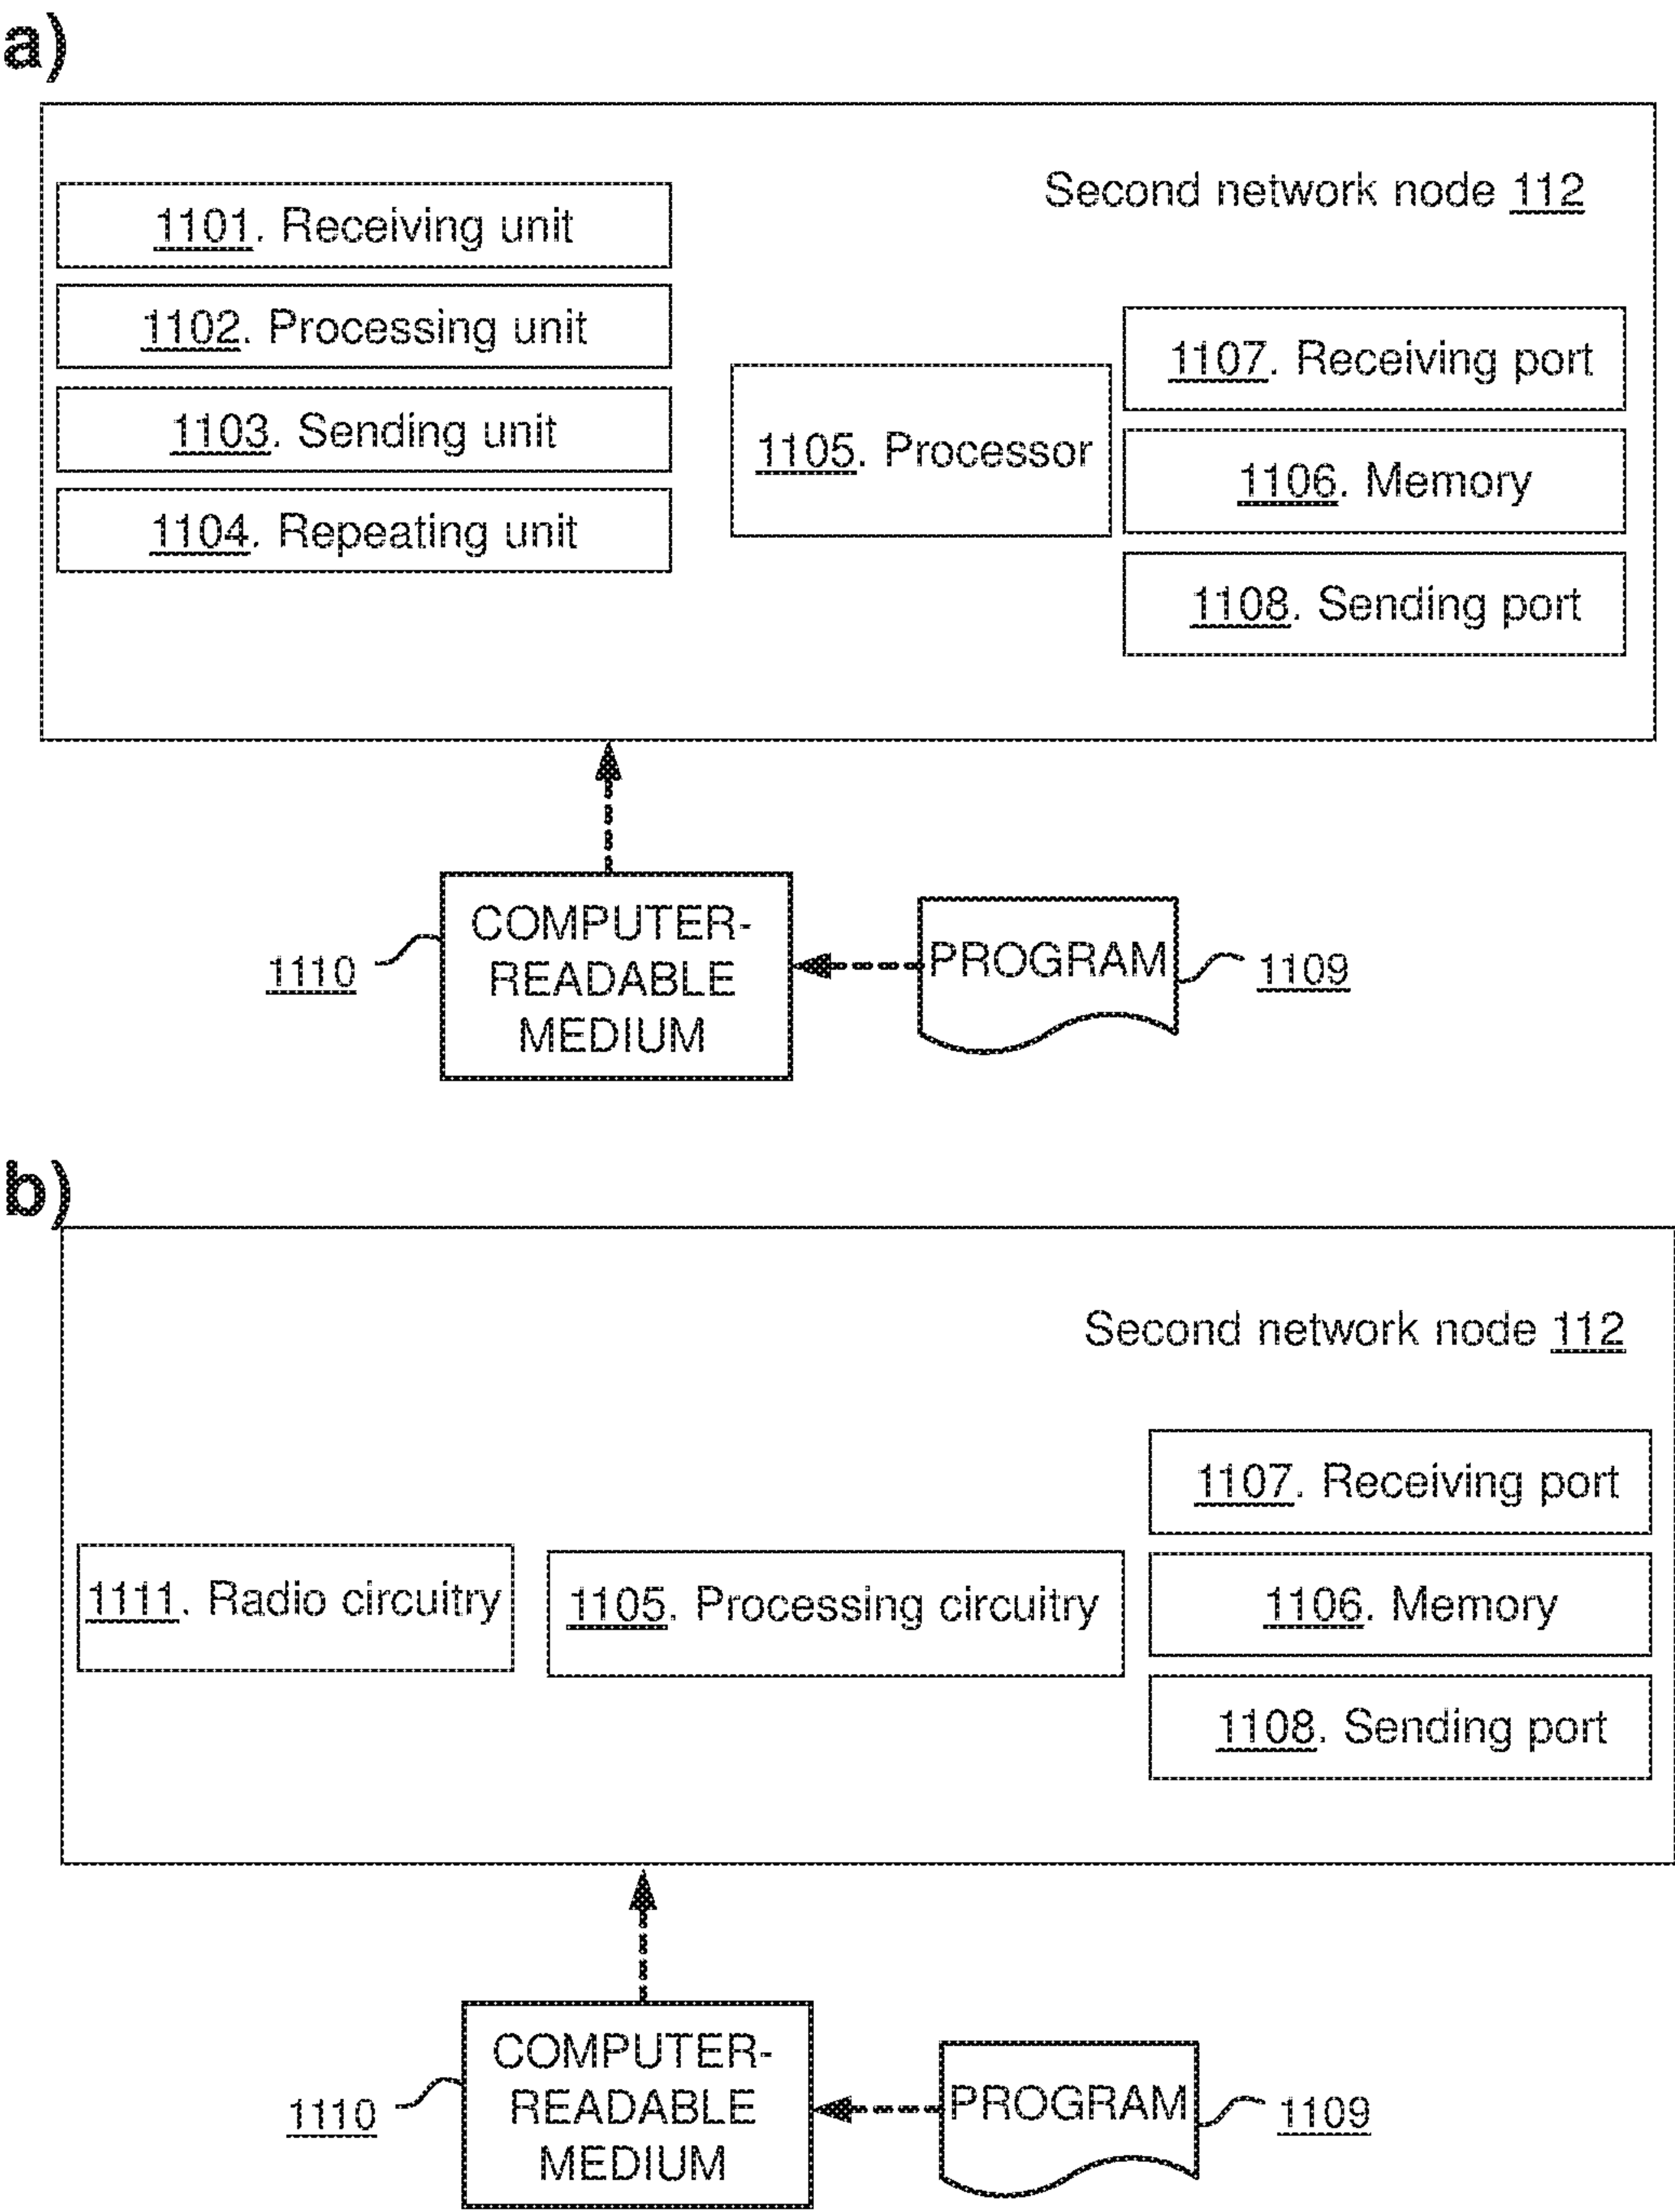 a)
Second network node 112
1101. Receiving unit
1102. Processing unit
1103. Sending unit
1104. Repeating unit
1105. Processor
1107. Receiving port
1106. Memory
1108. Sending port
COMPUTER-
READABLE
MEDIUM
1110
PROGRAM
1109
b)
Second network node 112
1111. Radio circuitry
1105. Processing circuitry
1107. Receiving port
1106. Memory
1108. Sending port
COMPUTER-
READABLE
MEDIUM
1110
PROGRAM
1109